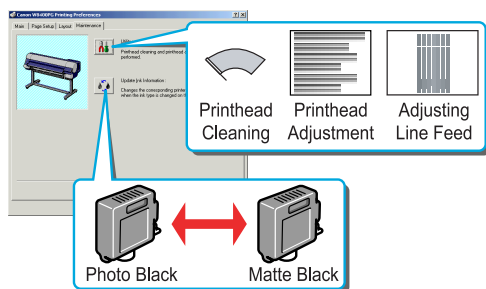 Canon W8400PG Printing Preferences
Main Page Setup Layout Maintenance
Printhead cleaning and printhead
performed.
Update Ink Information:
Changes the corresponding printe
when the ink type is changed on
Printhead
Cleaning
Printhead
Adjustment
Adjusting
Line Feed
Photo Black
Matte Black